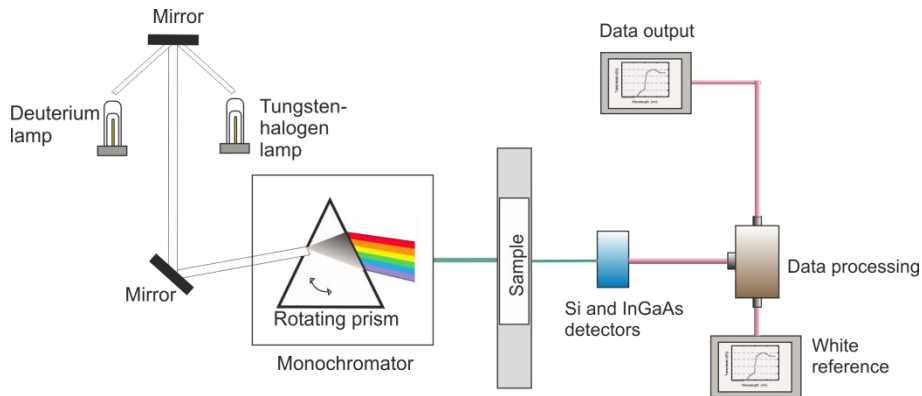 Mirror
Data output
Deuterium
lamp
Tungsten-
halogen
lamp
Mirror
Rotating prism
Monochromator
Sample
Si and InGaAs
detectors
Data processing
White
reference